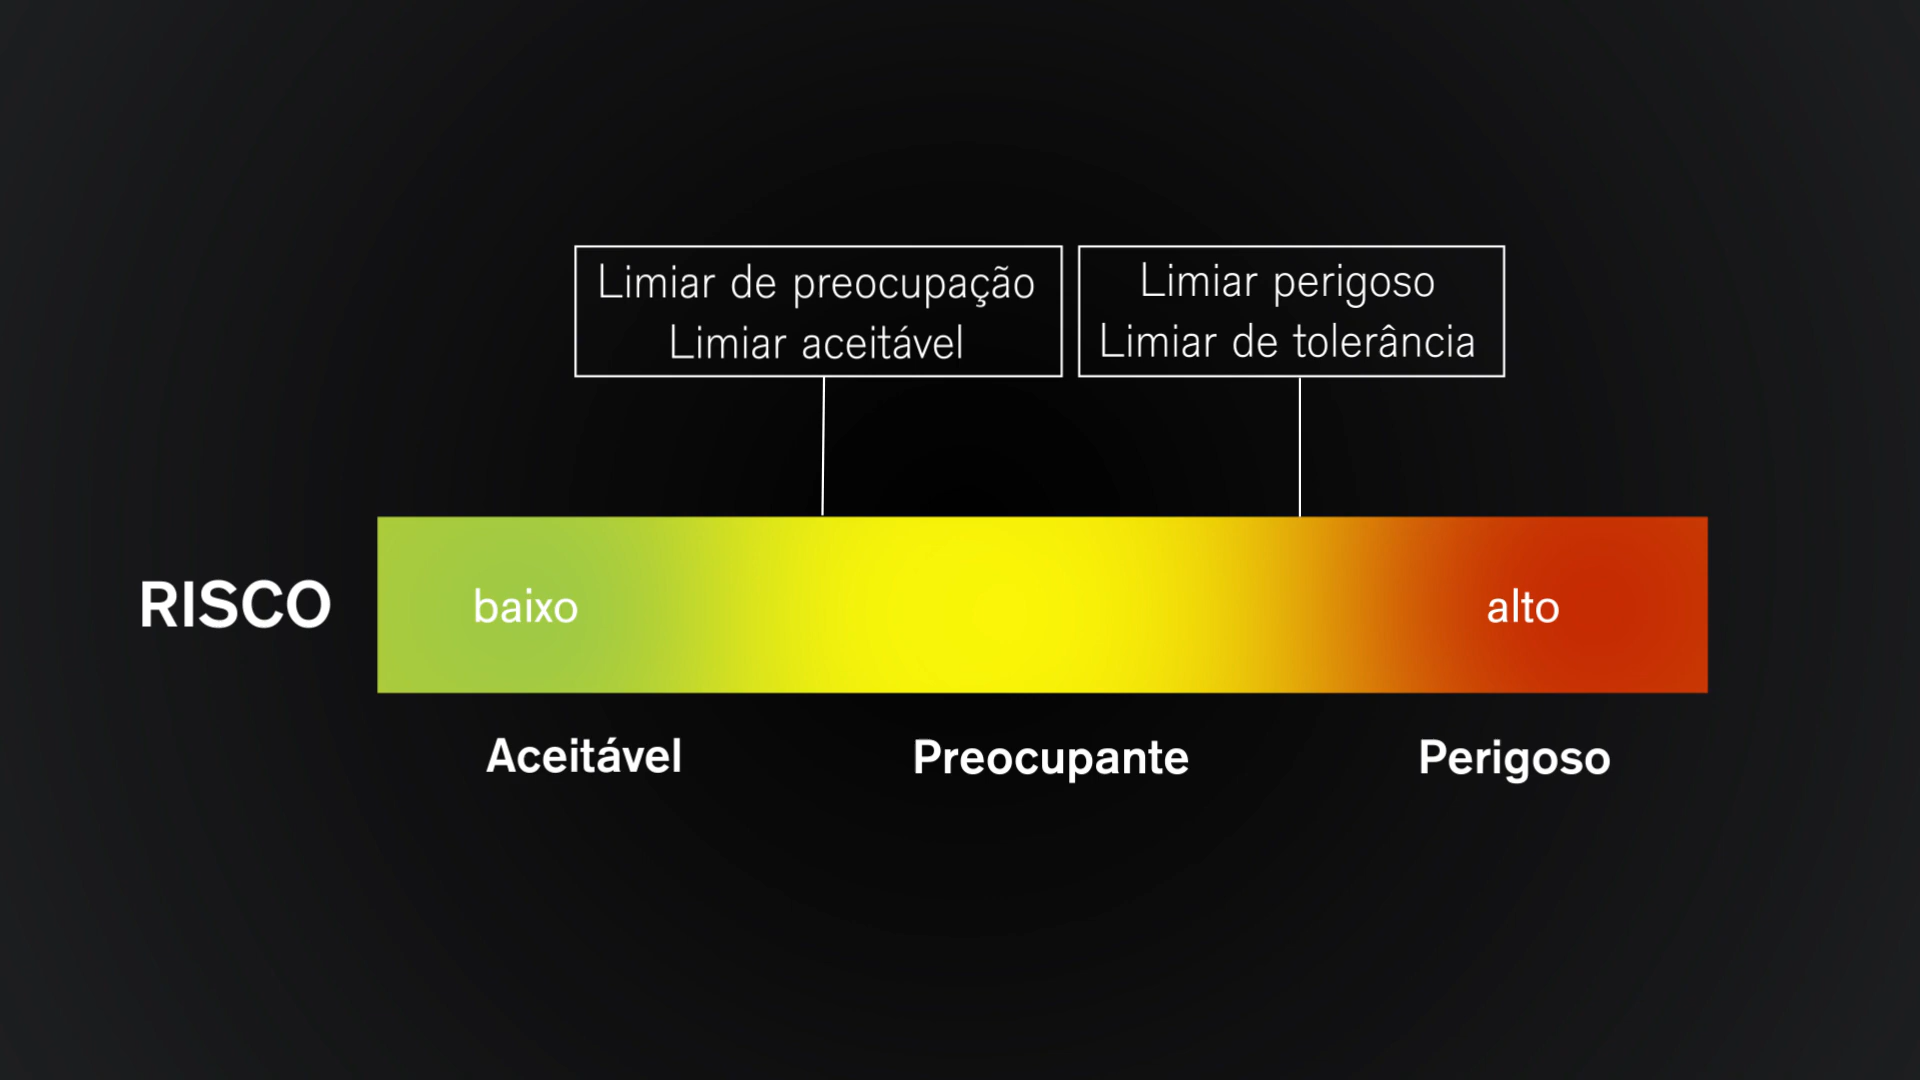 Limiar de preocupação
Limiar aceitável
Limiar perigoso
Limiar de tolerância
RISCO
baixo
alto
Aceitável
Preocupante
Perigoso